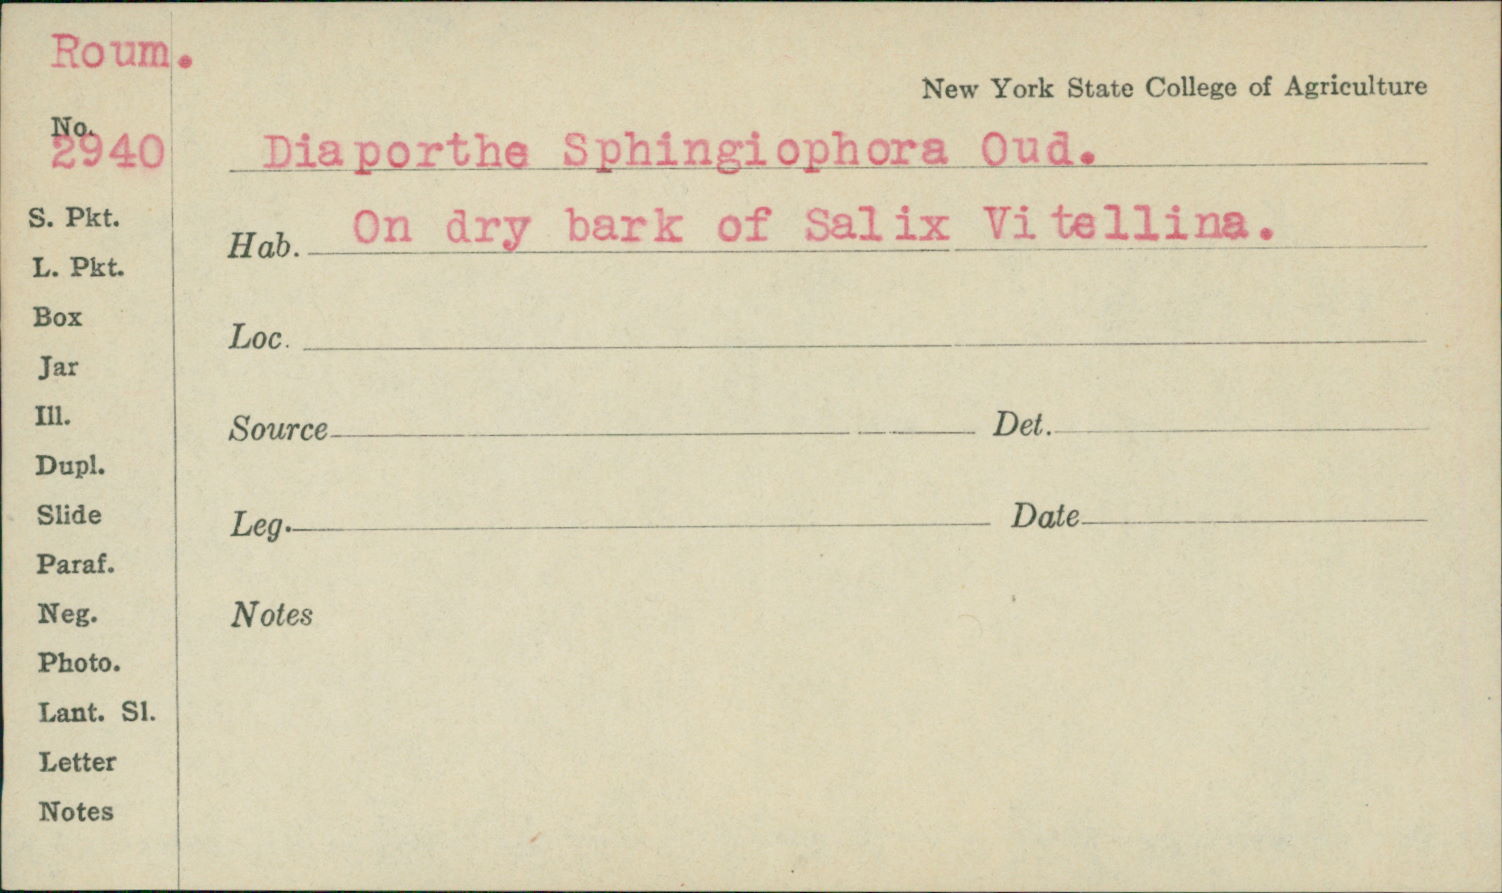 Roum.
New York State College of Agriculture
No.
2940
Diaporthe Sphingiophora Oud.
Hab. On dry bark of Salix Vitellina.
S. Pkt.
L. Pkt.
Box
Jar
Ill.
Dupl.
Slide
Paraf.
Neg.
Photo.
Lant. Sl.
Letter
Notes
Loc.
Source Det.
Leg. Date
Notes